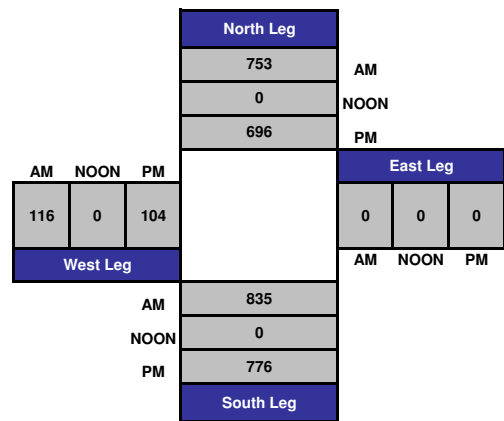 North Leg
753 AM
0 NOON
696 PM
AM NOON PM East Leg
116 0 104 0 0 0
West Leg AM NOON PM
AM 835
NOON 0
PM 776
South Leg